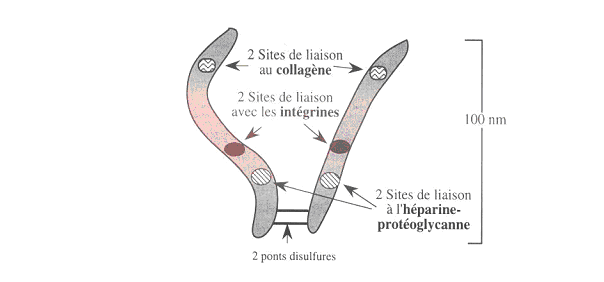 2 Sites de liaison
au collagène
2 Sites de liaison
avec les intégrines
100 nm
2 Sites de liaison
à l'héparine-
protéoglycanne
2 ponts disulfures